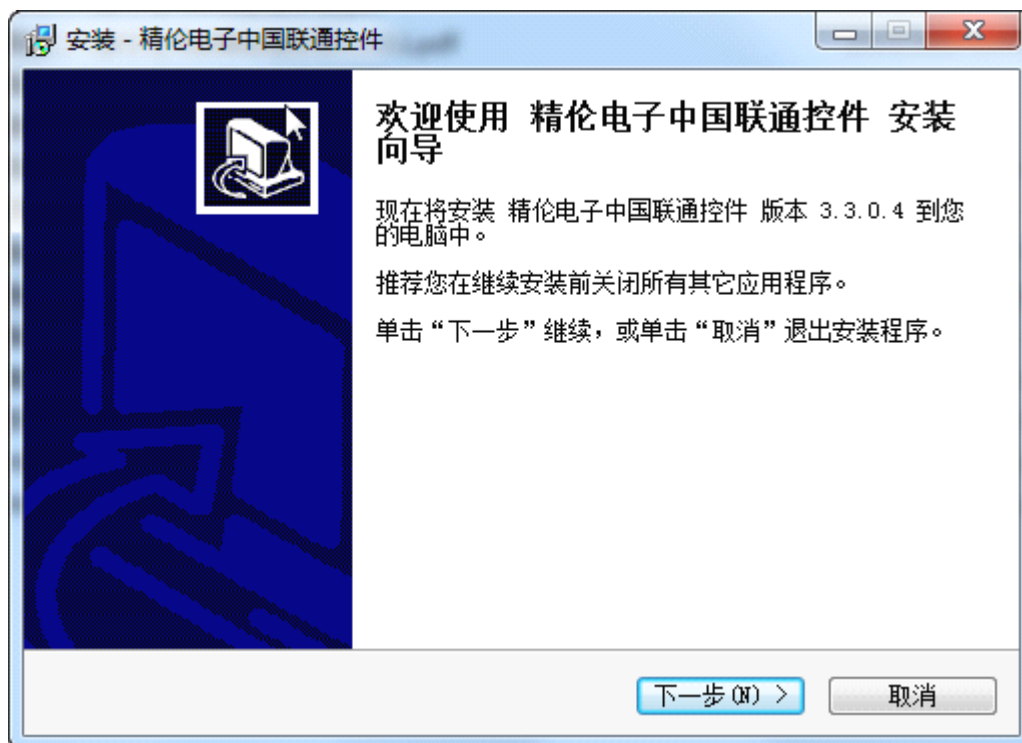 安装 - 精伦电子中国联通控件
欢迎使用 精伦电子中国联通控件 安装
向导
现在将安装 精伦电子中国联通控件 版本 3.3.0.4 到您
的电脑中。
推荐您在继续安装前关闭所有其它应用程序。
单击“下一步”继续，或单击“取消”退出安装程序。
下一步(N) >
取消